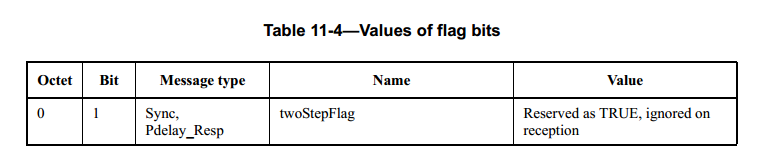 Table 11-4—Values of flag bits
Octet Bit Message type Name Value
0 1 Sync, twoStepFlag Reserved as TRUE, ignored on
Pdelay_Resp reception